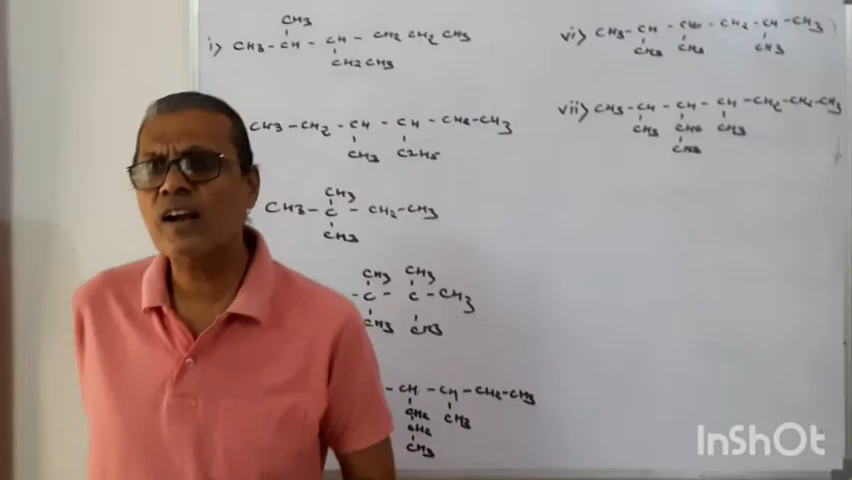 CH3
i) CH3 - CH - CH - CH2 CH2 CH3
CH2 CH3
CH3 - CH2 - CH - CH - CH2 - CH3
CH3 C2H5
CH3
CH3 - C - CH2 - CH3
CH3
CH3 CH3
- C - C - CH3
CH3 CH3
- CH - CH - CH2 - CH3
CH2 CH3
CH2
CH3
vi) CH3 - CH - CH - CH2 - CH - CH3
CH3 CH3 CH3
vii) CH3 - CH - CH - CH - CH2 - CH2 - CH3
CH3 CH2 CH3
CH3
InShOt